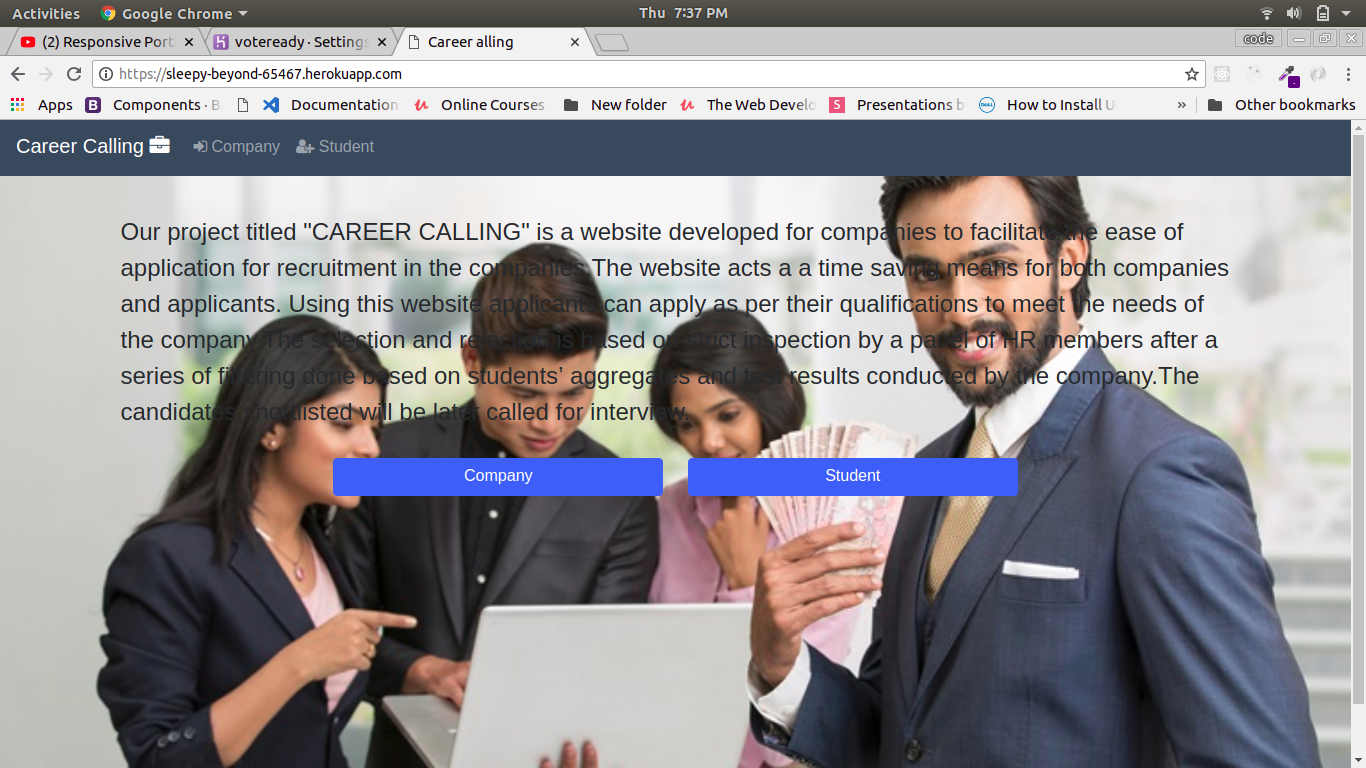 Activities Google Chrome Thu 7:37 PM
(2) Responsive Port voteready · Settings Career alling code
https://sleepy-beyond-65467.herokuapp.com
Apps Components · B Documentation Online Courses New folder The Web Develo Presentations b How to Install U » Other bookmarks
Career Calling Company Student
Our project titled "CAREER CALLING" is a website developed for companies to facilitate the ease of
application for recruitment in the companies.The website acts a a time saving means for both companies
and applicants. Using this website applicants can apply as per their qualifications to meet the needs of
the company.The selection and rejection is based on strict inspection by a panel of HR members after a
series of filtering done based on students' aggregates and test results conducted by the company.The
candidates shortlisted will be later called for interview.
Company Student